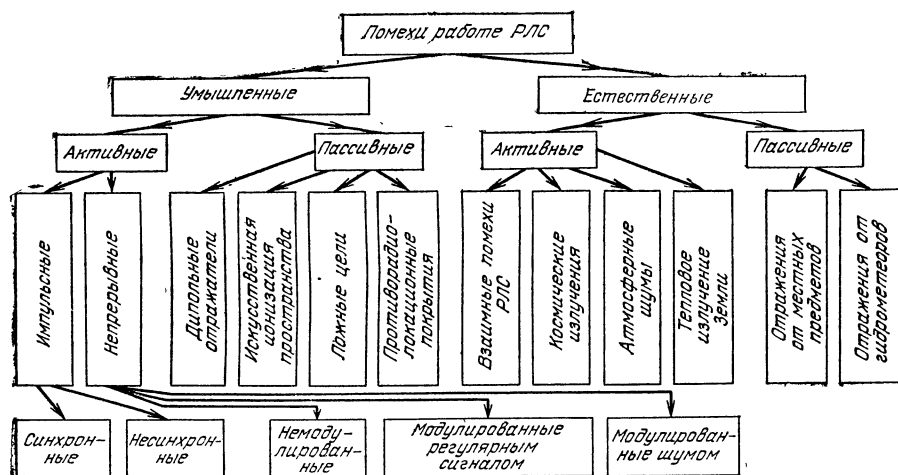 Помехи работе РЛС
Умышленные
Естественные
Активные
Пассивные
Активные
Пассивные
Импульсные
Непрерывные
Дипольные
отражатели
Искусственная
ионизация
пространства
Ложные цели
Противорадио-
локационные
покрытия
Взаимные помехи
РЛС
Космические
излучения
Атмосферные
шумы
Тепловое
излучение
Земли
Отражения
от местных
предметов
Отражения от
гидрометеоров
Синхрон-
ные
Несинхрон-
ные
Немоду-
лирован-
ные
Модулированные
регулярным
сигналом
Модулирован-
ные шумом